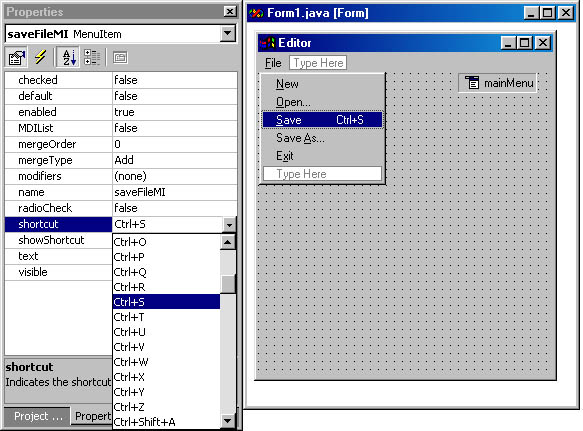 Properties
saveFileMI MenuItem
checked false
default false
enabled true
MDIList false
mergeOrder 0
mergeType Add
modifiers (none)
name saveFileMI
radioCheck false
shortcut Ctrl+S
showShortcut
text
visible
Ctrl+O
Ctrl+P
Ctrl+Q
Ctrl+R
Ctrl+S
Ctrl+T
Ctrl+U
Ctrl+V
Ctrl+W
Ctrl+X
Ctrl+Y
Ctrl+Z
Ctrl+Shift+A
shortcut
Indicates the shortcut
Project ... Propert
Form1.java [Form]
Editor
File Type Here
mainMenu
New
Open...
Save Ctrl+S
Save As...
Exit
Type Here